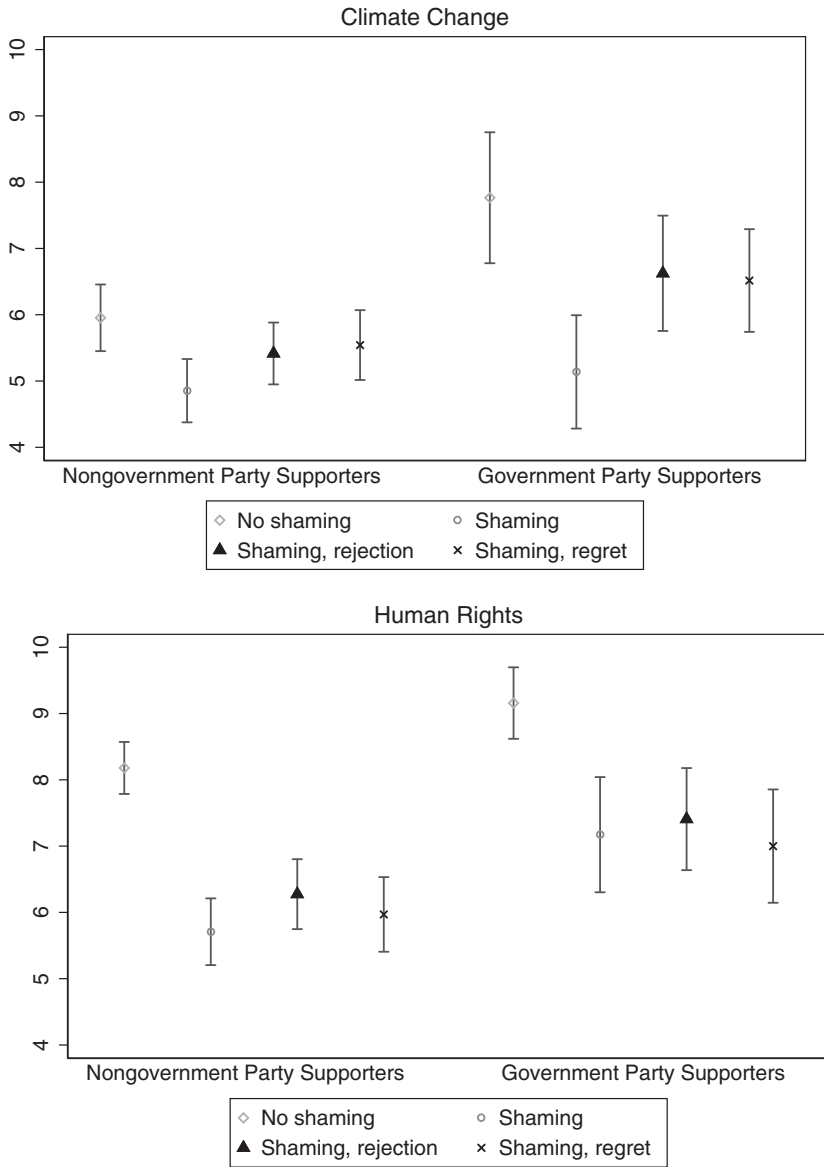 Climate Change
10
9
8
7
6
5
4
Nongovernment Party Supporters Government Party Supporters
No shaming Shaming
Shaming, rejection Shaming, regret
Human Rights
10
9
8
7
6
5
4
Nongovernment Party Supporters Government Party Supporters
No shaming Shaming
Shaming, rejection Shaming, regret